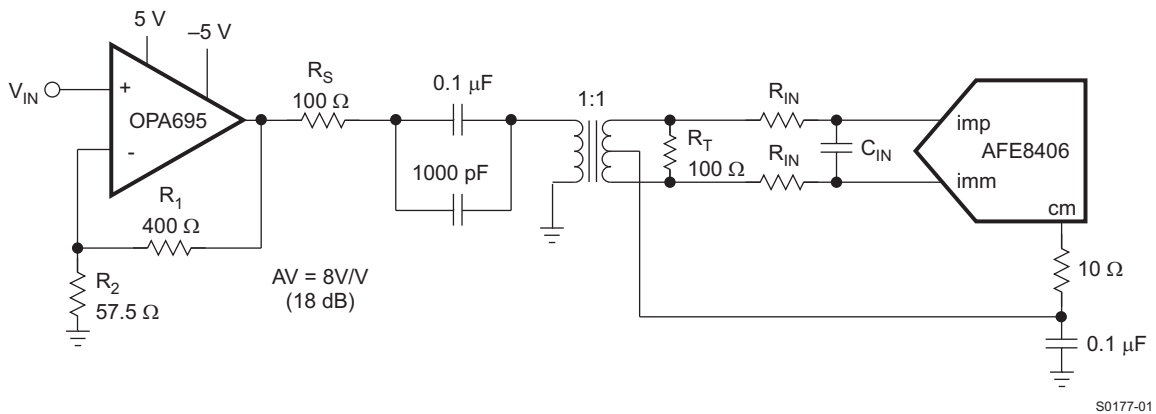 5 V
–5 V
V_IN
+
OPA695
-
R_S
100 Ω
0.1 μF
1000 pF
1:1
R_T
100 Ω
R_IN
R_IN
C_IN
imp
AFE8406
imm
cm
R_1
400 Ω
R_2
57.5 Ω
AV = 8V/V
(18 dB)
10 Ω
0.1 μF
S0177-01